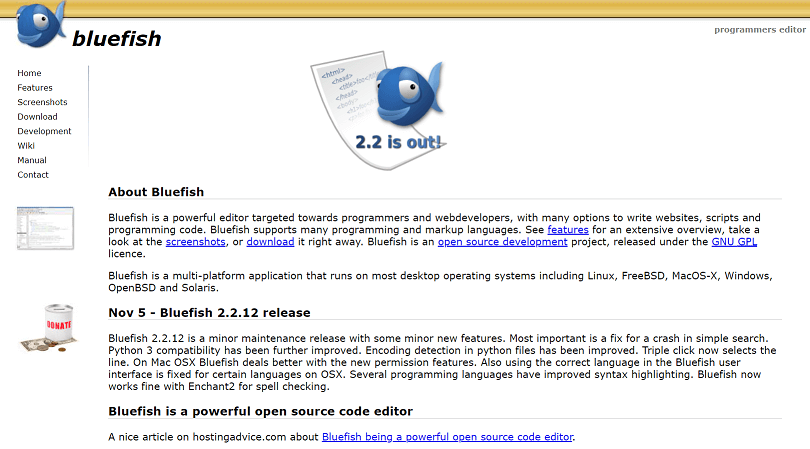 bluefish
programmers editor
Home
Features
Screenshots
Download
Development
Wiki
Manual
Contact
<html>
<head>
</head>
<body>
2.2 is out!
About Bluefish
Bluefish is a powerful editor targeted towards programmers and webdevelopers, with many options to write websites, scripts and
programming code. Bluefish supports many programming and markup languages. See features for an extensive overview, take a
look at the screenshots, or download it right away. Bluefish is an open source development project, released under the GNU GPL
licence.
Bluefish is a multi-platform application that runs on most desktop operating systems including Linux, FreeBSD, MacOS-X, Windows,
OpenBSD and Solaris.
DONATE
Nov 5 - Bluefish 2.2.12 release
Bluefish 2.2.12 is a minor maintenance release with some minor new features. Most important is a fix for a crash in simple search.
Python 3 compatibility has been further improved. Encoding detection in python files has been improved. Triple click now selects the
line. On Mac OSX Bluefish deals better with the new permission features. Also using the correct language in the Bluefish user
interface is fixed for certain languages on OSX. Several programming languages have improved syntax highlighting. Bluefish now
works fine with Enchant2 for spell checking.
Bluefish is a powerful open source code editor
A nice article on hostingadvice.com about Bluefish being a powerful open source code editor.